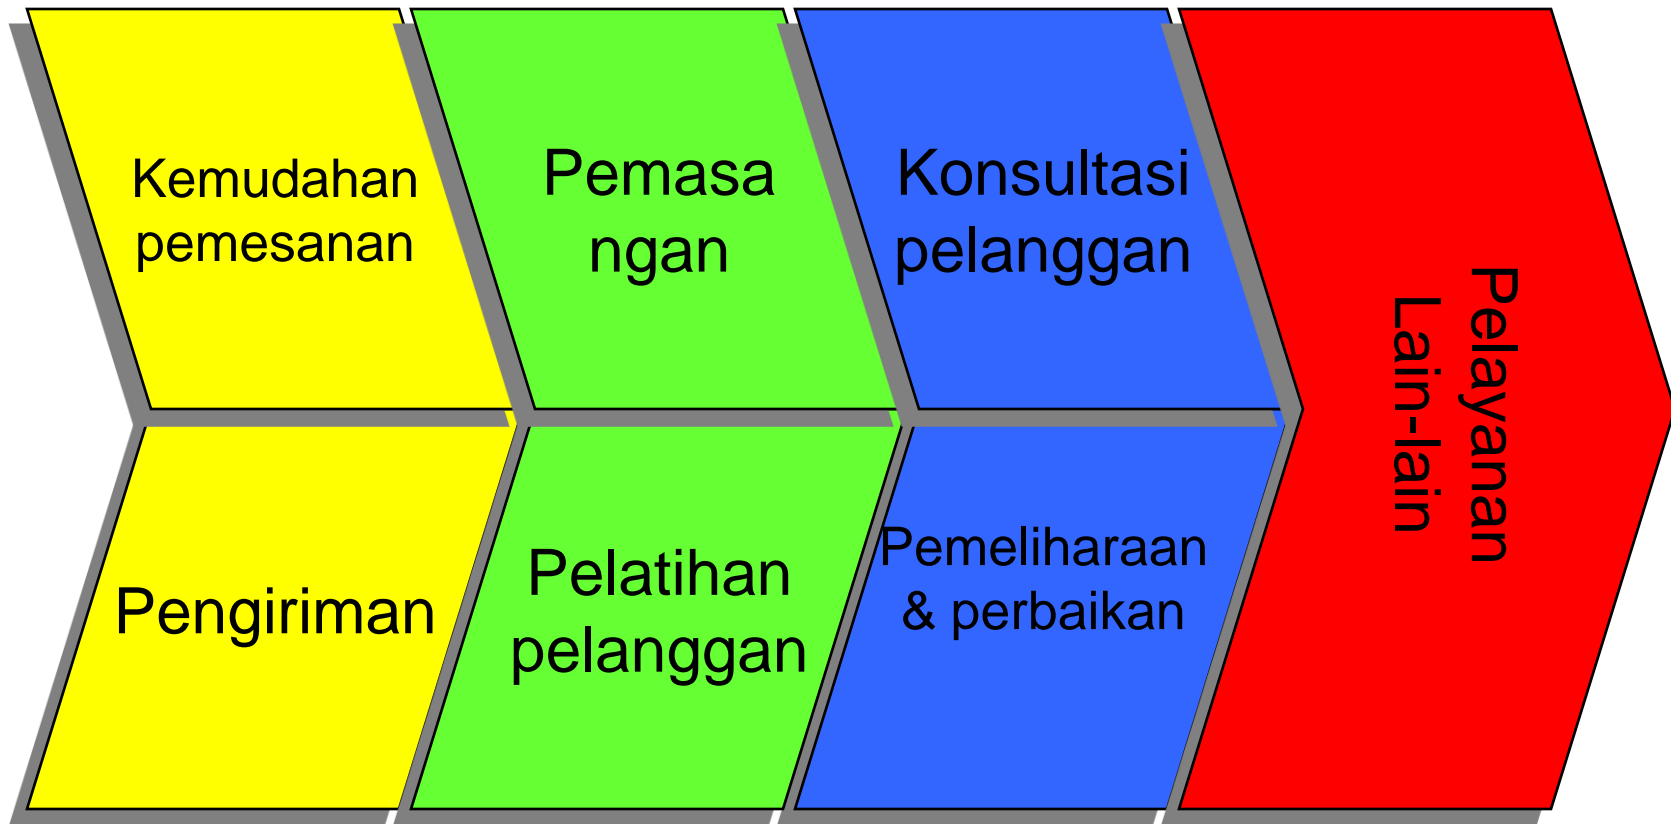 Kemudahan
pemesanan
Pemasa
ngan
Konsultasi
pelanggan
Pengiriman
Pelatihan
pelanggan
Pemeliharaan
& perbaikan
Pelayanan
Lain-lain